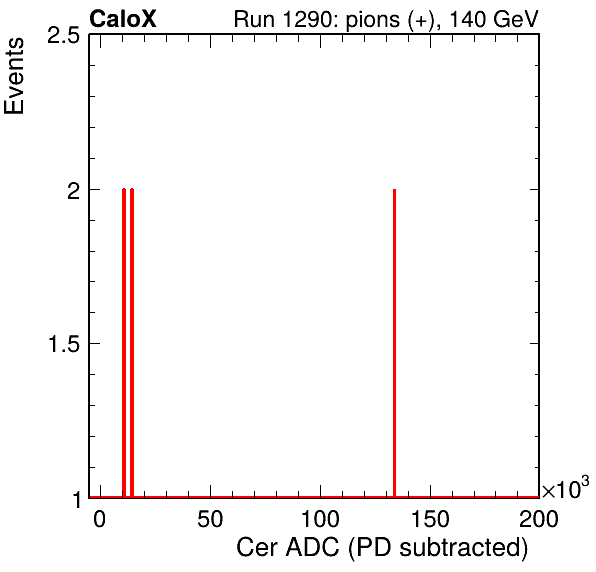 CaloX Run 1290: pions (+), 140 GeV
Events
2.5
2
1.5
1
0 50 100 150 200
×10³
Cer ADC (PD subtracted)